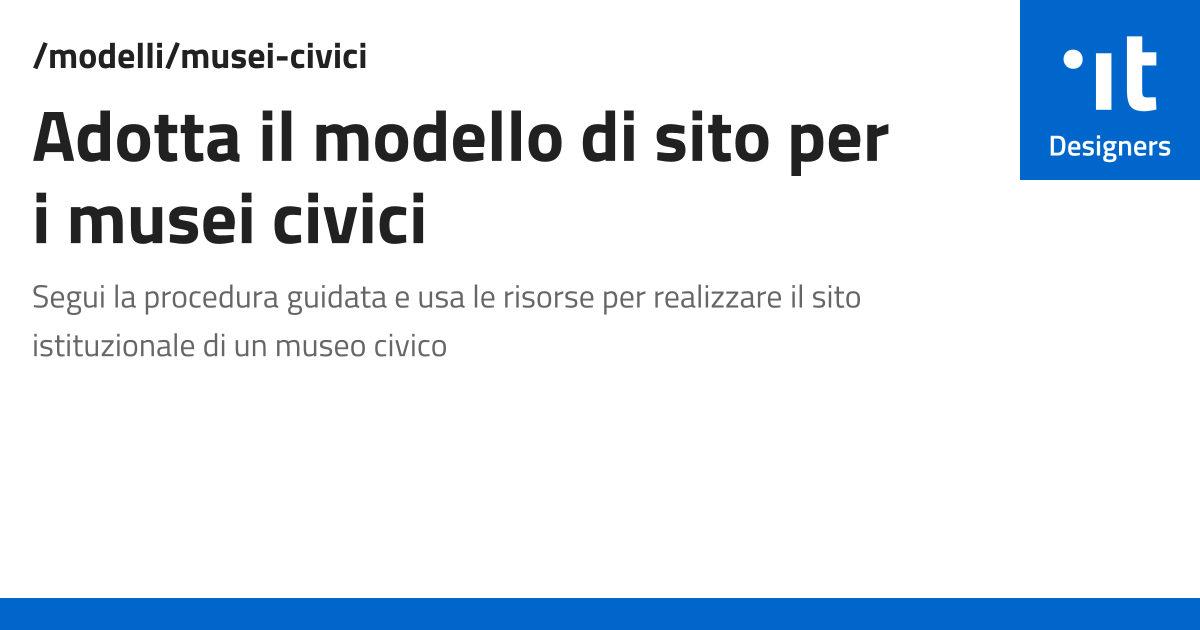 /modelli/musei-civici
Adotta il modello di sito per
i musei civici
Segui la procedura guidata e usa le risorse per realizzare il sito
istituzionale di un museo civico
it
Designers